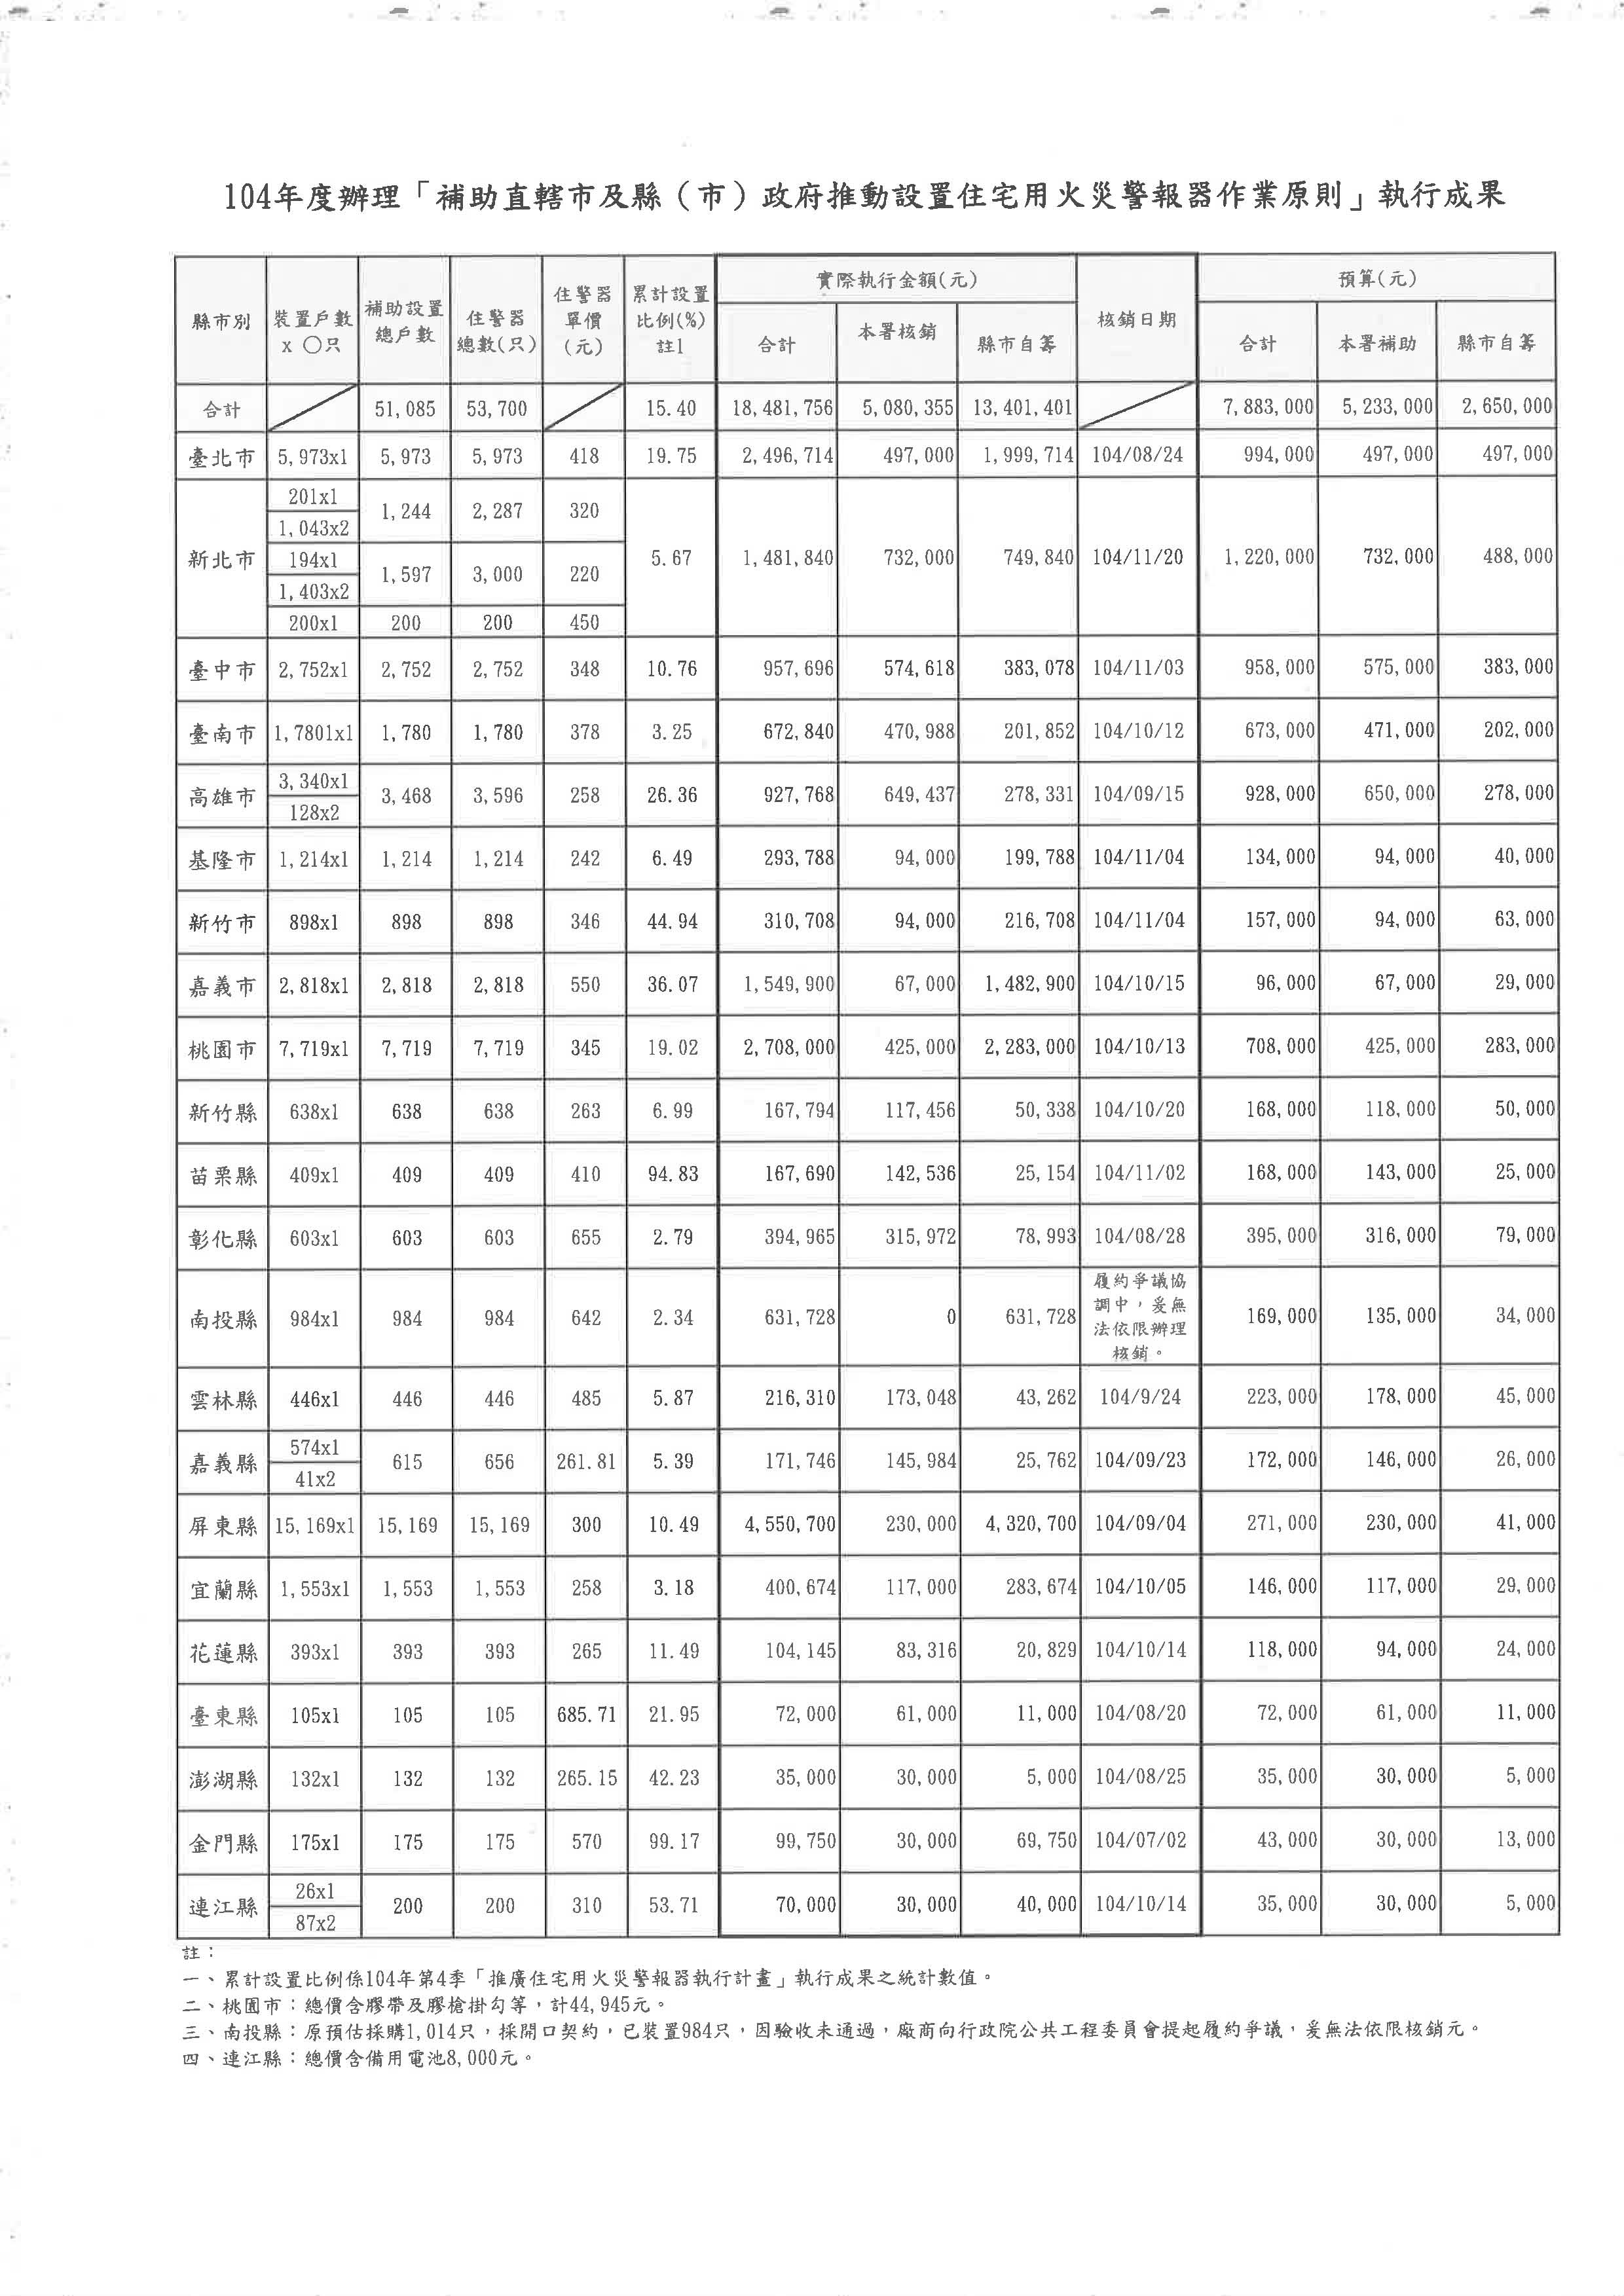 104年度辦理「補助直轄市及縣（市）政府推動設置住宅用火災警報器作業原則」執行成果
縣市別 裝置戶數x ○只 補助設置總戶數 住警器總數(只) 住警器單價(元) 累計設置比例(%)註1 實際執行金額(元) 核銷日期 預算(元)
合計 本署核銷 縣市自籌 合計 本署補助 縣市自籌
合計 51,085 53,700 15.40 18,481,756 5,080,355 13,401,401 7,883,000 5,233,000 2,650,000
臺北市 5,973x1 5,973 5,973 418 19.75 2,496,714 497,000 1,999,714 104/08/24 994,000 497,000 497,000
新北市 201x1 1,244 2,287 320 5.67 1,481,840 732,000 749,840 104/11/20 1,220,000 732,000 488,000
1,043x2
194x1 1,597 3,000 220
1,403x2
200x1 200 200 450
臺中市 2,752x1 2,752 2,752 348 10.76 957,696 574,618 383,078 104/11/03 958,000 575,000 383,000
臺南市 1,7801x1 1,780 1,780 378 3.25 672,840 470,988 201,852 104/10/12 673,000 471,000 202,000
高雄市 3,340x1 3,468 3,596 258 26.36 927,768 649,437 278,331 104/09/15 928,000 650,000 278,000
128x2
基隆市 1,214x1 1,214 1,214 242 6.49 293,788 94,000 199,788 104/11/04 134,000 94,000 40,000
新竹市 898x1 898 898 346 44.94 310,708 94,000 216,708 104/11/04 157,000 94,000 63,000
嘉義市 2,818x1 2,818 2,818 550 36.07 1,549,900 67,000 1,482,900 104/10/15 96,000 67,000 29,000
桃園市 7,719x1 7,719 7,719 345 19.02 2,708,000 425,000 2,283,000 104/10/13 708,000 425,000 283,000
新竹縣 638x1 638 638 263 6.99 167,794 117,456 50,338 104/10/20 168,000 118,000 50,000
苗栗縣 409x1 409 409 410 94.83 167,690 142,536 25,154 104/11/02 168,000 143,000 25,000
彰化縣 603x1 603 603 655 2.79 394,965 315,972 78,993 104/08/28 395,000 316,000 79,000
南投縣 984x1 984 984 642 2.34 631,728 0 631,728 履約爭議協調中，爰無法依限辦理核銷。 169,000 135,000 34,000
雲林縣 446x1 446 446 485 5.87 216,310 173,048 43,262 104/9/24 223,000 178,000 45,000
嘉義縣 574x1 615 656 261.81 5.39 171,746 145,984 25,762 104/09/23 172,000 146,000 26,000
41x2
屏東縣 15,169x1 15,169 15,169 300 10.49 4,550,700 230,000 4,320,700 104/09/04 271,000 230,000 41,000
宜蘭縣 1,553x1 1,553 1,553 258 3.18 400,674 117,000 283,674 104/10/05 146,000 117,000 29,000
花蓮縣 393x1 393 393 265 11.49 104,145 83,316 20,829 104/10/14 118,000 94,000 24,000
臺東縣 105x1 105 105 685.71 21.95 72,000 61,000 11,000 104/08/20 72,000 61,000 11,000
澎湖縣 132x1 132 132 265.15 42.23 35,000 30,000 5,000 104/08/25 35,000 30,000 5,000
金門縣 175x1 175 175 570 99.17 99,750 30,000 69,750 104/07/02 43,000 30,000 13,000
連江縣 26x1 200 200 310 53.71 70,000 30,000 40,000 104/10/14 35,000 30,000 5,000
87x2
註：
一、累計設置比例係104年第4季「推廣住宅用火災警報器執行計畫」執行成果之統計數值。
二、桃園市：總價含膠帶及膠槍掛勾等，計44,945元。
三、南投縣：原預估採購1,014只，採開口契約，已裝置984只，因驗收未通過，廠商向行政院公共工程委員會提起履約爭議，爰無法依限核銷元。
四、連江縣：總價含備用電池8,000元。